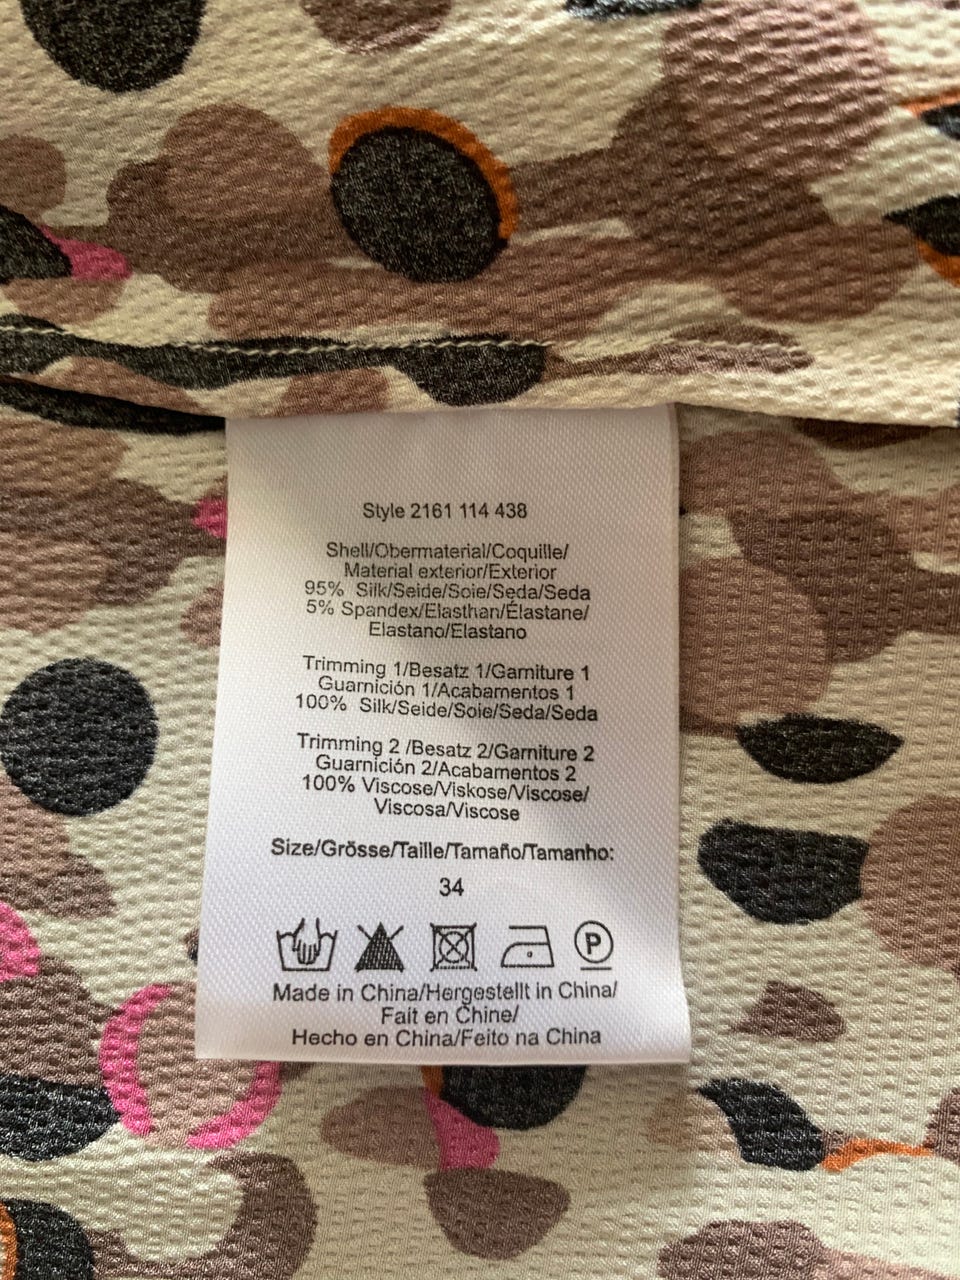 Style 2161 114 438
Shell/Obermaterial/Coquille/
Material exterior/Exterior
95% Silk/Seide/Soie/Seda/Seda
5% Spandex/Elasthan/Élastane/
Elastano/Elastano
Trimming 1/Besatz 1/Garniture 1
Guarnición 1/Acabamentos 1
100% Silk/Seide/Soie/Seda/Seda
Trimming 2 /Besatz 2/Garniture 2
Guarnición 2/Acabamentos 2
100% Viscose/Viskose/Viscose/
Viscosa/Viscose
Size/Grösse/Taille/Tamaño/Tamanho:
34
P
Made in China/Hergestellt in China/
Fait en Chine/
Hecho en China/Feito na China